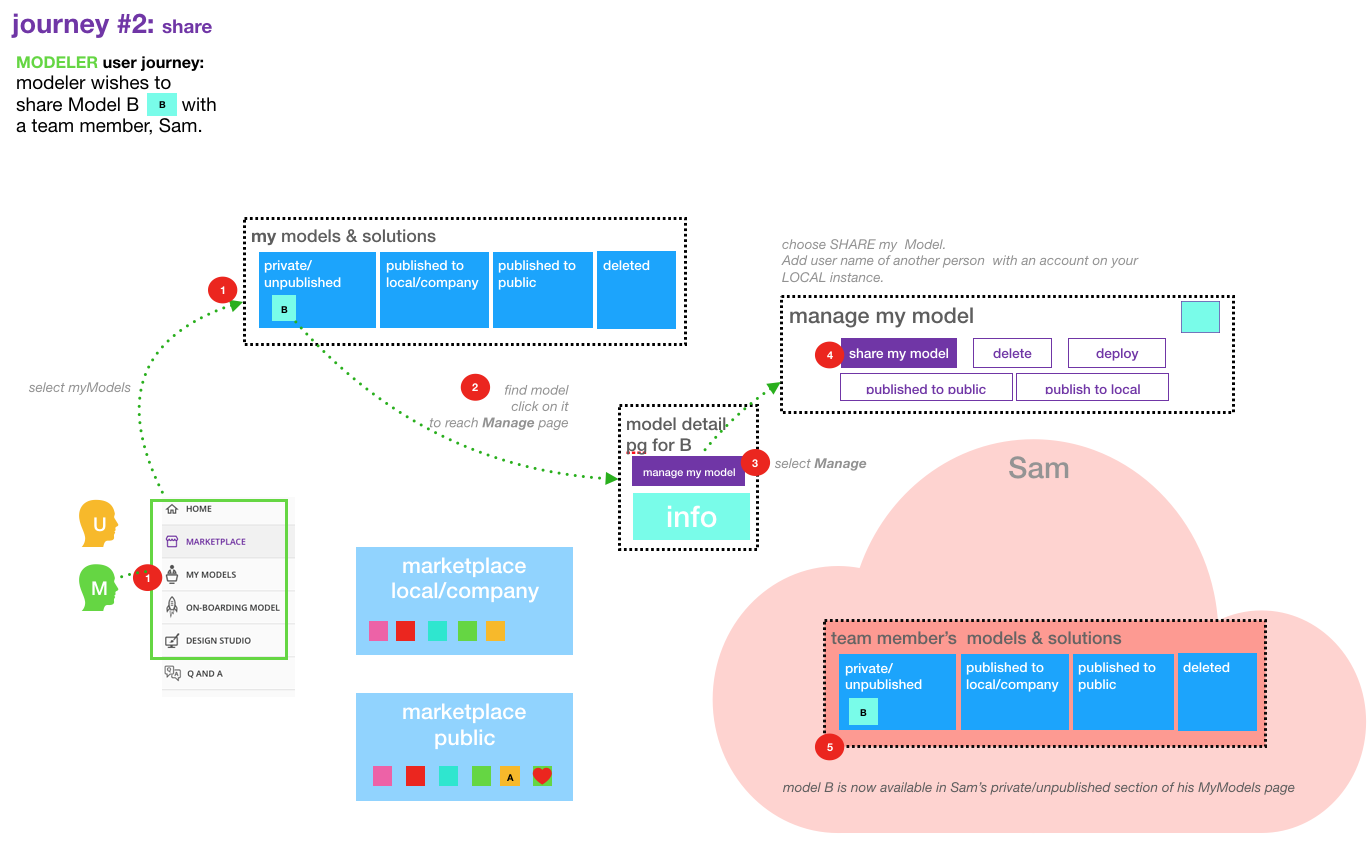 journey #2: share
MODELER user journey:
modeler wishes to
share Model B B with
a team member, Sam.
my models & solutions
private/
unpublished
B
published to
local/company
published to
public
deleted
1
select myModels
2
find model
click on it
to reach Manage page
choose SHARE my Model.
Add user name of another person with an account on your
LOCAL instance.
manage my model
4
share my model
delete
deploy
published to public
publish to local
model detail
pg for B
manage my model
info
3
select Manage
U
M
1
HOME
MARKETPLACE
MY MODELS
ON-BOARDING MODEL
DESIGN STUDIO
Q A
Q AND A
marketplace
local/company
marketplace
public
A
Sam
team member's models & solutions
private/
unpublished
B
published to
local/company
published to
public
deleted
5
model B is now available in Sam's private/unpublished section of his MyModels page